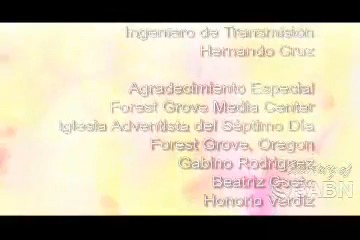 Ingeniero de Transmisión
Hernando Cruz
Agradecimiento Especial
Forest Grove Media Center
Iglesia Adventista del Séptimo Día
Forest Grove, Oregon
Gabino Rodriguez
Beatriz
Honorio Verdiz